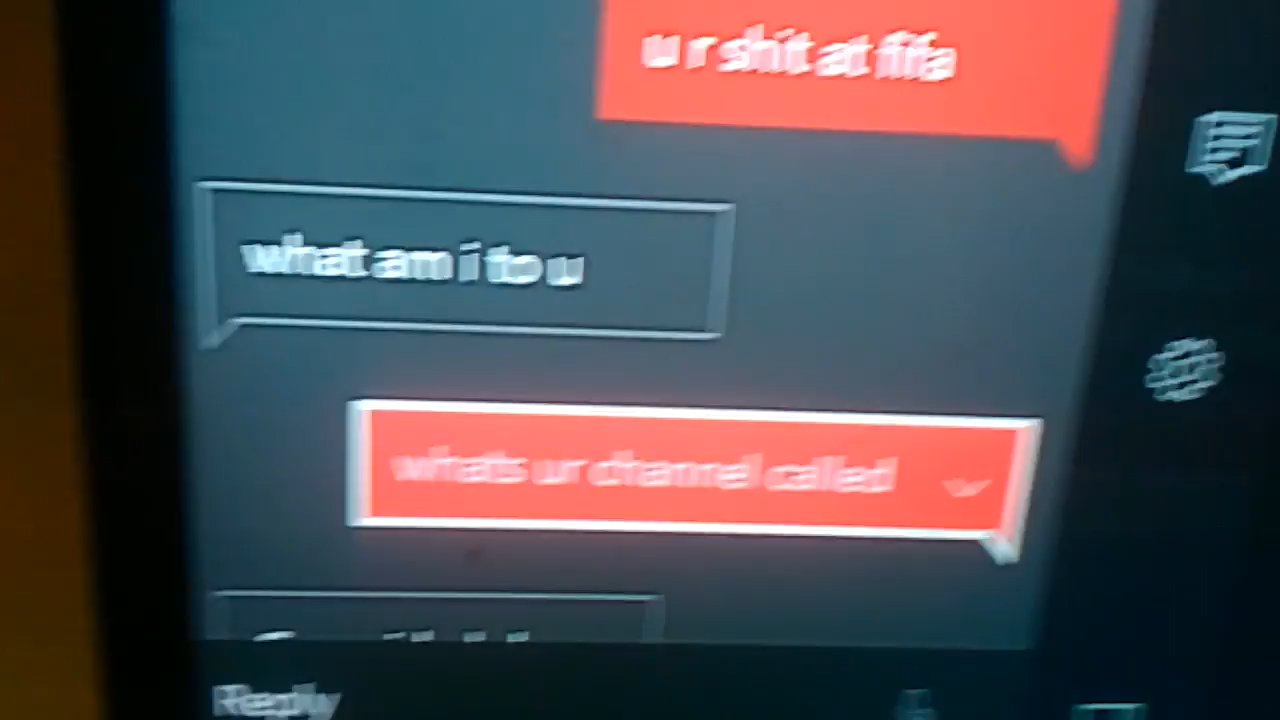 u r shit at fifa
what am i to u
whats ur channel called
Reply